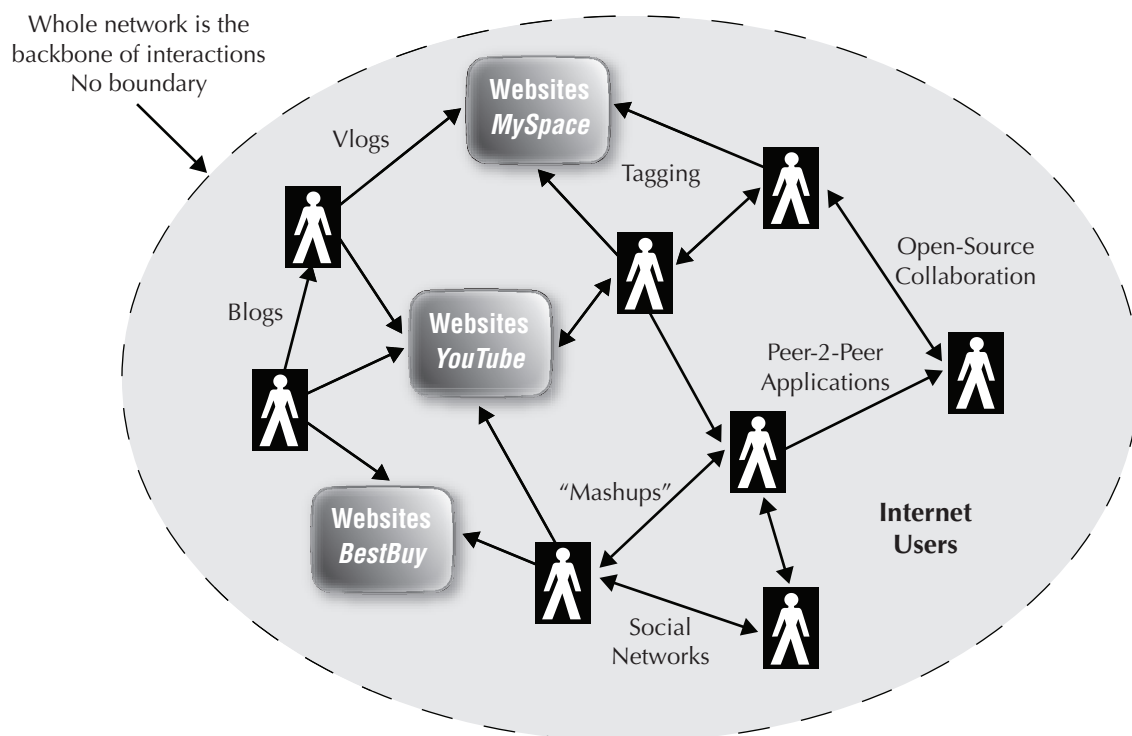 Whole network is the
backbone of interactions
No boundary
Websites
MySpace
Vlogs
Tagging
Open-Source
Collaboration
Blogs
Websites
YouTube
Peer-2-Peer
Applications
“Mashups”
Internet
Users
Websites
BestBuy
Social
Networks